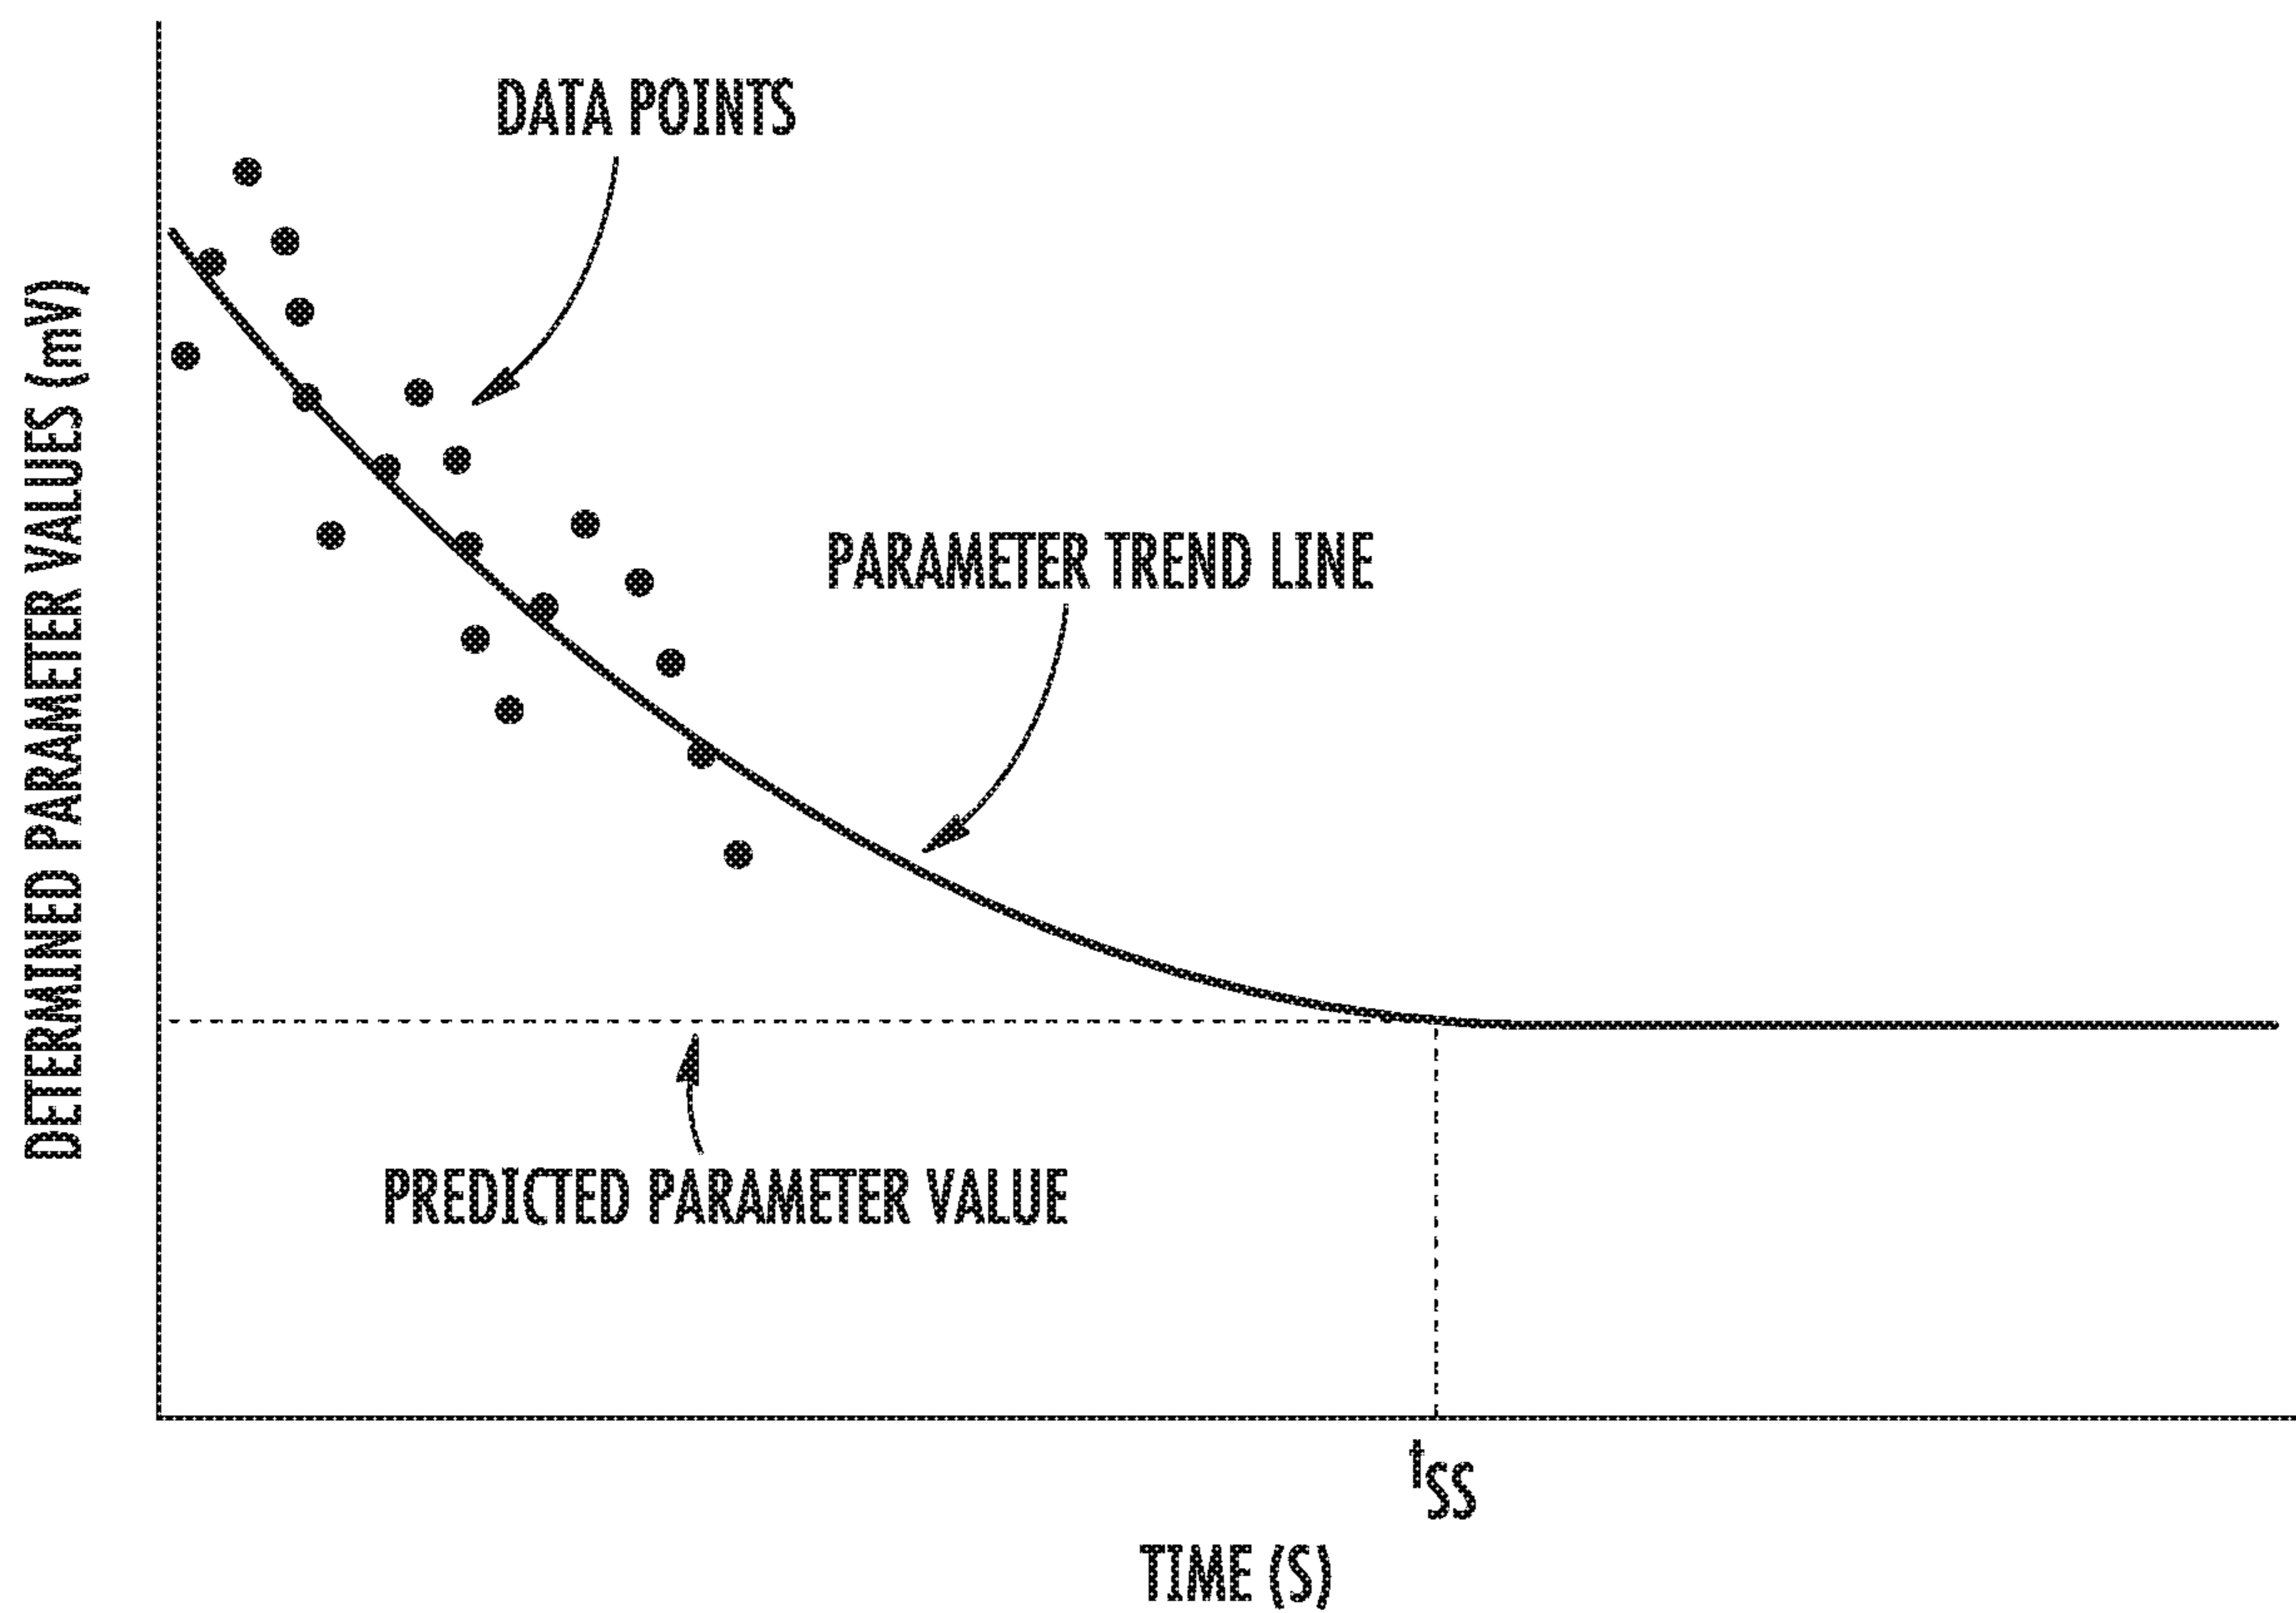 DATA POINTS
DETERMINED PARAMETER VALUES (mV)
PARAMETER TREND LINE
PREDICTED PARAMETER VALUE
tSS
TIME (S)